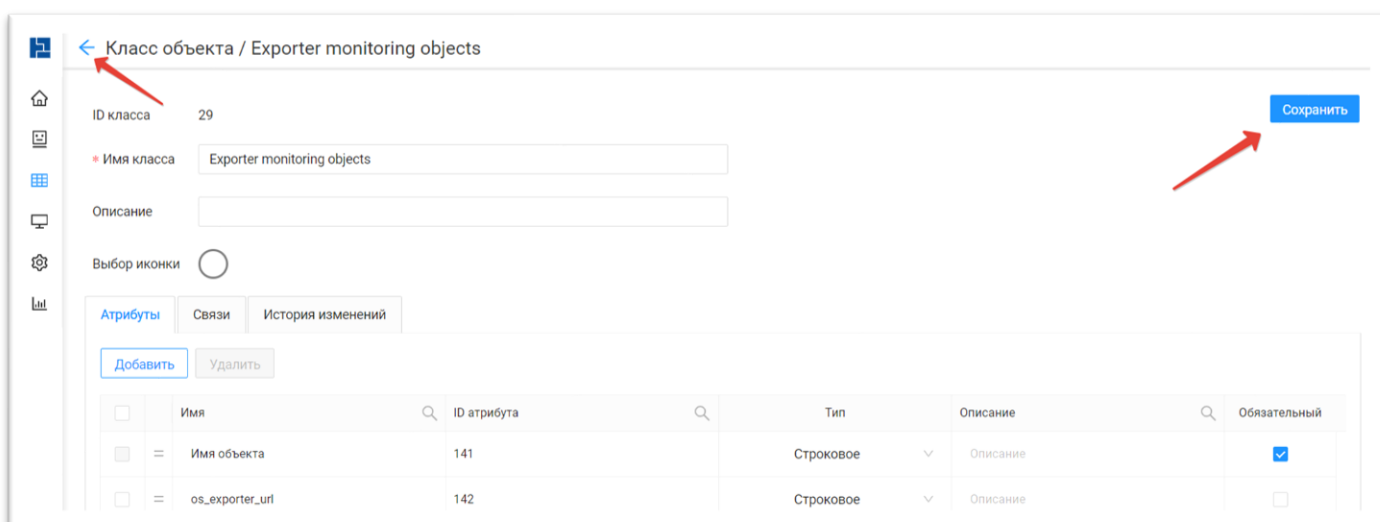 Класс объекта / Exporter monitoring objects
ID класса 29
Сохранить
* Имя класса Exporter monitoring objects
Описание
Выбор иконки
Атрибуты Связи История изменений
Добавить Удалить
Имя ID атрибута Тип Описание Обязательный
Имя объекта 141 Строковое Описание
os_exporter_url 142 Строковое Описание